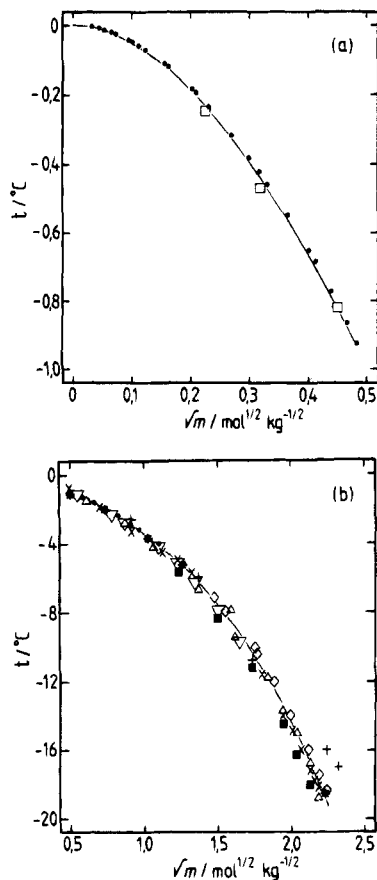 (a)
0
-0,2
-0,4
-0,6
-0,8
-1,0
t / °C
0 0,1 0,2 0,3 0,4 0,5
√m / mol^1/2 kg^-1/2
(b)
0
-4
-8
-12
-16
-20
t / °C
0,5 1,0 1,5 2,0 2,5
√m / mol^1/2 kg^-1/2